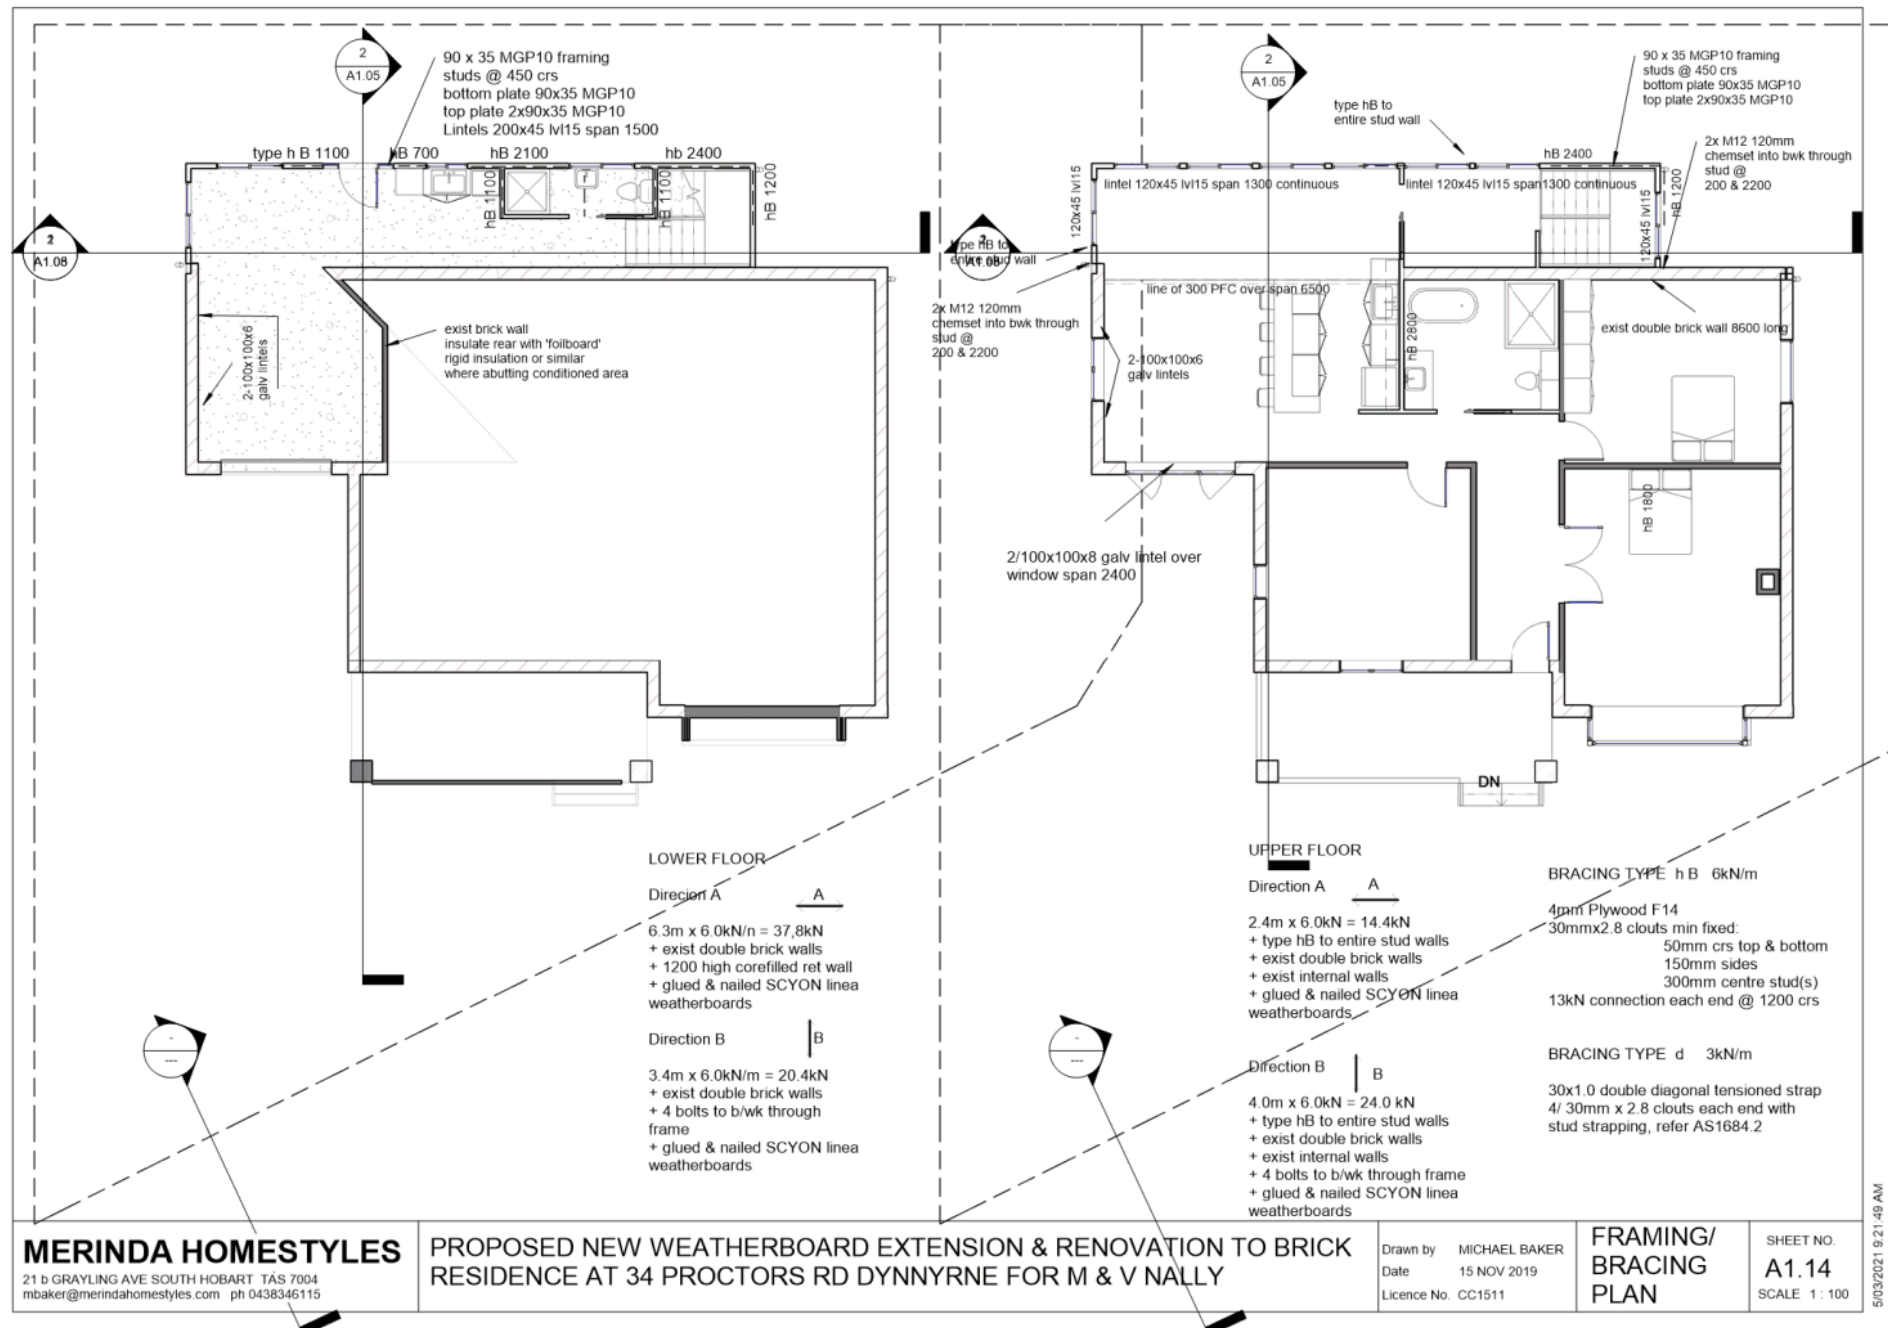 2
A1.05
90 x 35 MGP10 framing
studs @ 450 crs
bottom plate 90x35 MGP10
top plate 2x90x35 MGP10
Lintels 200x45 lvl15 span 1500
type h B 1100
hB 700
hB 2100
hb 2400
hB 1200
hB 1100
hB 1100
2
A1.08
2-100x100x6
galv lintels
exist brick wall
insulate rear with 'foilboard'
rigid insulation or similar
where abutting conditioned area
2
A1.05
90 x 35 MGP10 framing
studs @ 450 crs
bottom plate 90x35 MGP10
top plate 2x90x35 MGP10
type hB to
entire stud wall
hB 2400
2x M12 120mm
chemset into bwk through
stud @
200 & 2200
lintel 120x45 lvl15 span 1300 continuous
lintel 120x45 lvl15 span 1300 continuous
120x45 lvl15
120x45 lvl15
hB 1200
type hB to
entire stud wall
2
A1.08
2x M12 120mm
chemset into bwk through
stud @
200 & 2200
line of 300 PFC over span 6500
hB 2800
exist double brick wall 8600 long
2-100x100x6
galv lintels
hB 1800
2/100x100x8 galv lintel over
window span 2400
DN
LOWER FLOOR
Direcion A
A
6.3m x 6.0kN/n = 37,8kN
+ exist double brick walls
+ 1200 high corefilled ret wall
+ glued & nailed SCYON linea
weatherboards
Direction B
B
3.4m x 6.0kN/m = 20.4kN
+ exist double brick walls
+ 4 bolts to b/wk through
frame
+ glued & nailed SCYON linea
weatherboards
UPPER FLOOR
Direction A
A
2.4m x 6.0kN = 14.4kN
+ type hB to entire stud walls
+ exist double brick walls
+ exist internal walls
+ glued & nailed SCYON linea
weatherboards
Direction B
B
4.0m x 6.0kN = 24.0 kN
+ type hB to entire stud walls
+ exist double brick walls
+ exist internal walls
+ 4 bolts to b/wk through frame
+ glued & nailed SCYON linea
weatherboards
BRACING TYPE h B 6kN/m
4mm Plywood F14
30mmx2.8 clouts min fixed:
50mm crs top & bottom
150mm sides
300mm centre stud(s)
13kN connection each end @ 1200 crs
BRACING TYPE d 3kN/m
30x1.0 double diagonal tensioned strap
4/ 30mm x 2.8 clouts each end with
stud strapping, refer AS1684.2
-
---
-
---
MERINDA HOMESTYLES
21 b GRAYLING AVE SOUTH HOBART TAS 7004
mbaker@merindahomestyles.com ph 0438346115
PROPOSED NEW WEATHERBOARD EXTENSION & RENOVATION TO BRICK
RESIDENCE AT 34 PROCTORS RD DYNNYRNE FOR M & V NALLY
Drawn by MICHAEL BAKER
Date 15 NOV 2019
Licence No. CC1511
FRAMING/
BRACING
PLAN
SHEET NO.
A1.14
SCALE 1 : 100
5/03/2021 9:21:49 AM